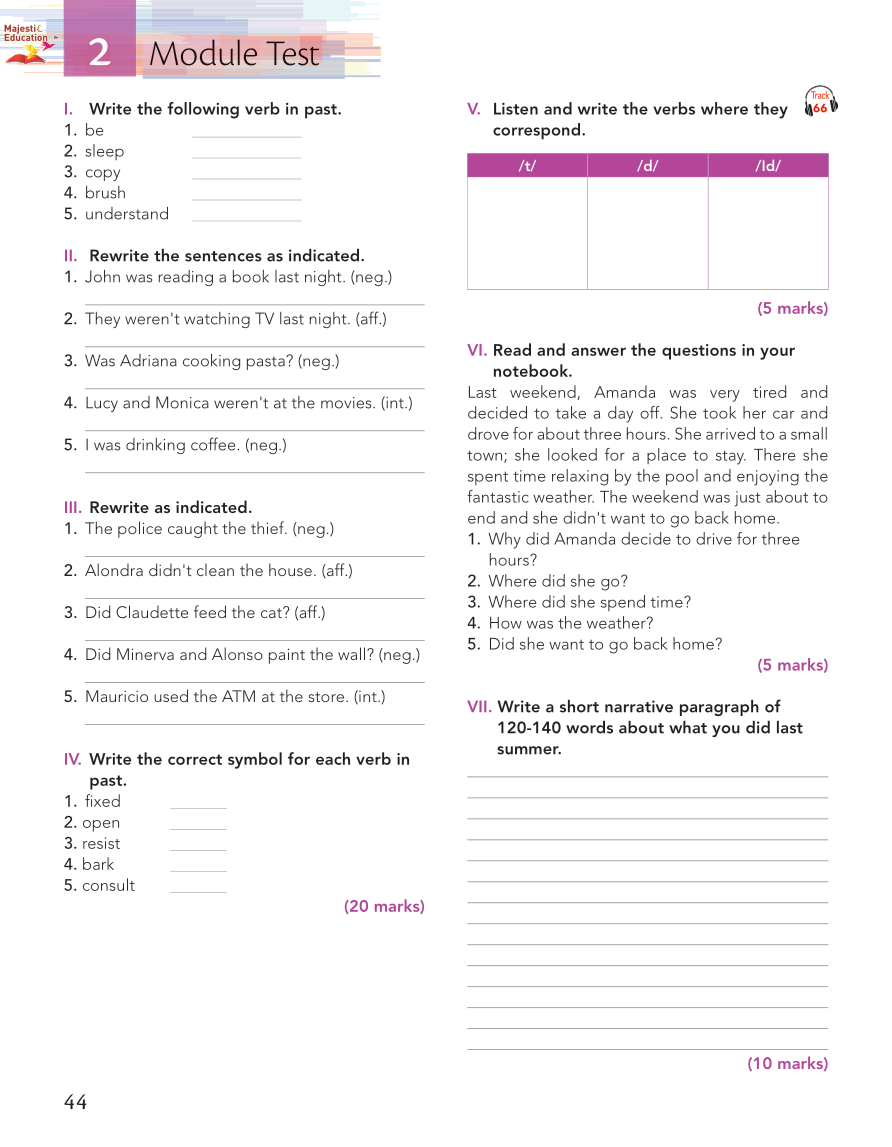 Majestic
Education
2
Module Test
I. Write the following verb in past.
1. be
2. sleep
3. copy
4. brush
5. understand
II. Rewrite the sentences as indicated.
1. John was reading a book last night. (neg.)
2. They weren't watching TV last night. (aff.)
3. Was Adriana cooking pasta? (neg.)
4. Lucy and Monica weren't at the movies. (int.)
5. I was drinking coffee. (neg.)
III. Rewrite as indicated.
1. The police caught the thief. (neg.)
2. Alondra didn't clean the house. (aff.)
3. Did Claudette feed the cat? (aff.)
4. Did Minerva and Alonso paint the wall? (neg.)
5. Mauricio used the ATM at the store. (int.)
IV. Write the correct symbol for each verb in
past.
1. fixed
2. open
3. resist
4. bark
5. consult
(20 marks)
V. Listen and write the verbs where they
correspond.
Track
66
/t/ /d/ /Id/
(5 marks)
VI. Read and answer the questions in your
notebook.
Last weekend, Amanda was very tired and
decided to take a day off. She took her car and
drove for about three hours. She arrived to a small
town; she looked for a place to stay. There she
spent time relaxing by the pool and enjoying the
fantastic weather. The weekend was just about to
end and she didn't want to go back home.
1. Why did Amanda decide to drive for three
hours?
2. Where did she go?
3. Where did she spend time?
4. How was the weather?
5. Did she want to go back home?
(5 marks)
VII. Write a short narrative paragraph of
120-140 words about what you did last
summer.
(10 marks)
44